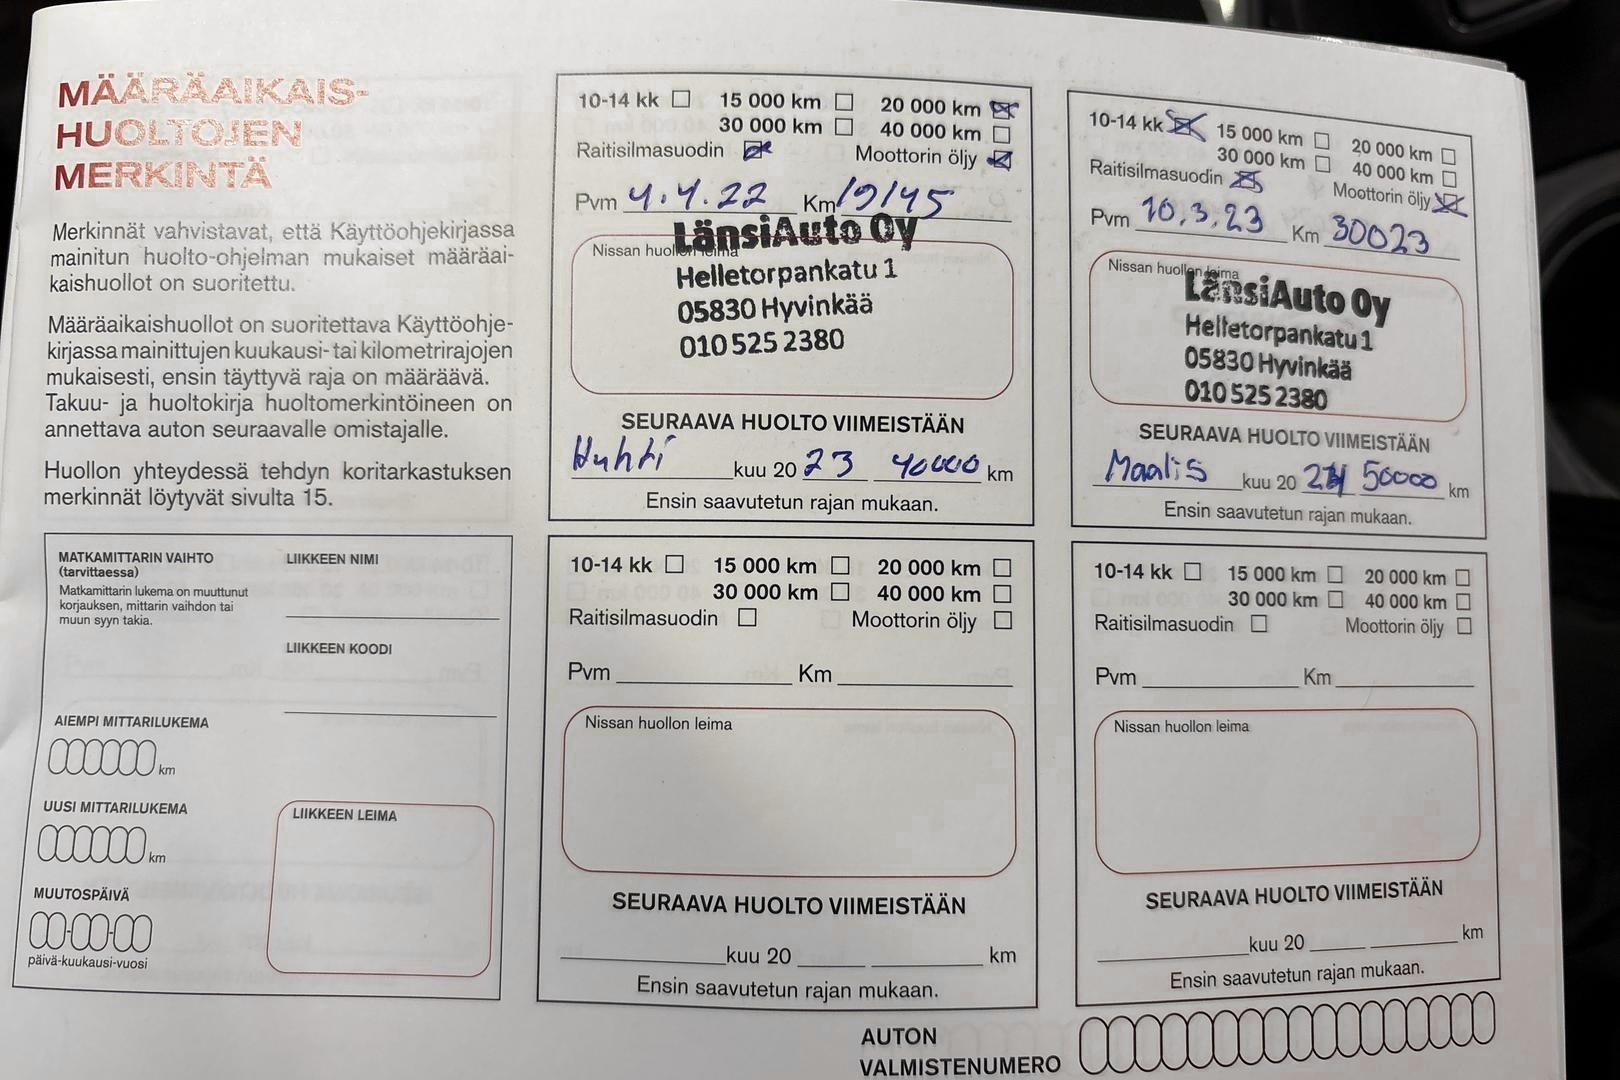 MÄÄRÄAIKAIS-
HUOLTOJEN
MERKINTÄ
Merkinnät vahvistavat, että Käyttöohjekirjassa
mainitun huolto-ohjelman mukaiset määräai-
kaishuollot on suoritettu.
Määräaikaishuollot on suoritettava Käyttöohje-
kirjassa mainittujen kuukausi- tai kilometrirajojen
mukaisesti, ensin täyttyvä raja on määräävä.
Takuu- ja huoltokirja huoltomerkintöineen on
annettava auton seuraavalle omistajalle.
Huollon yhteydessä tehdyn koritarkastuksen
merkinnät löytyvät sivulta 15.
MATKAMITTARIN VAIHTO
(tarvittaessa)
Matkamittarin lukema on muuttunut
korjauksen, mittarin vaihdon tai
muun syyn takia.
LIIKKEEN NIMI
LIIKKEEN KOODI
AIEMPI MITTARILUKEMA
km
UUSI MITTARILUKEMA
km
MUUTOSPÄIVÄ
päivä-kuukausi-vuosi
LIIKKEEN LEIMA
10-14 kk 15 000 km 20 000 km
30 000 km 40 000 km
Raitisilmasuodin Moottorin öljy
Pvm 4.4.22 Km 19145
Nissan huollon leima
LänsiAuto Oy
Helletorpankatu 1
05830 Hyvinkää
010 525 2380
SEURAAVA HUOLTO VIIMEISTÄÄN
Huhti kuu 20 23 40000 km
Ensin saavutetun rajan mukaan.
10-14 kk 15 000 km 20 000 km
30 000 km 40 000 km
Raitisilmasuodin Moottorin öljy
Pvm 10.3.23 Km 30023
Nissan huollon leima
LänsiAuto Oy
Helletorpankatu 1
05830 Hyvinkää
010 525 2380
SEURAAVA HUOLTO VIIMEISTÄÄN
Maalis kuu 20 24 50000 km
Ensin saavutetun rajan mukaan.
10-14 kk 15 000 km 20 000 km
30 000 km 40 000 km
Raitisilmasuodin Moottorin öljy
Pvm Km
Nissan huollon leima
SEURAAVA HUOLTO VIIMEISTÄÄN
kuu 20 km
Ensin saavutetun rajan mukaan.
10-14 kk 15 000 km 20 000 km
30 000 km 40 000 km
Raitisilmasuodin Moottorin öljy
Pvm Km
Nissan huollon leima
SEURAAVA HUOLTO VIIMEISTÄÄN
kuu 20 km
Ensin saavutetun rajan mukaan.
AUTON
VALMISTENUMERO